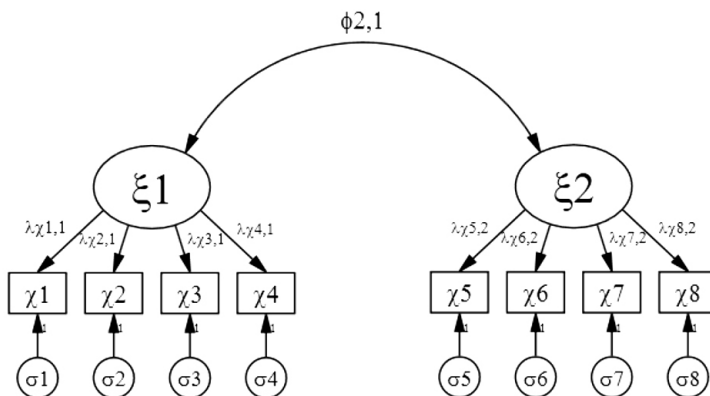 ϕ2,1
ξ1 ξ2
λχ1,1 λχ2,1 λχ3,1 λχ4,1 λχ5,2 λχ6,2 λχ7,2 λχ8,2
χ1 χ2 χ3 χ4 χ5 χ6 χ7 χ8
1 1 1 1 1 1 1 1
σ1 σ2 σ3 σ4 σ5 σ6 σ7 σ8